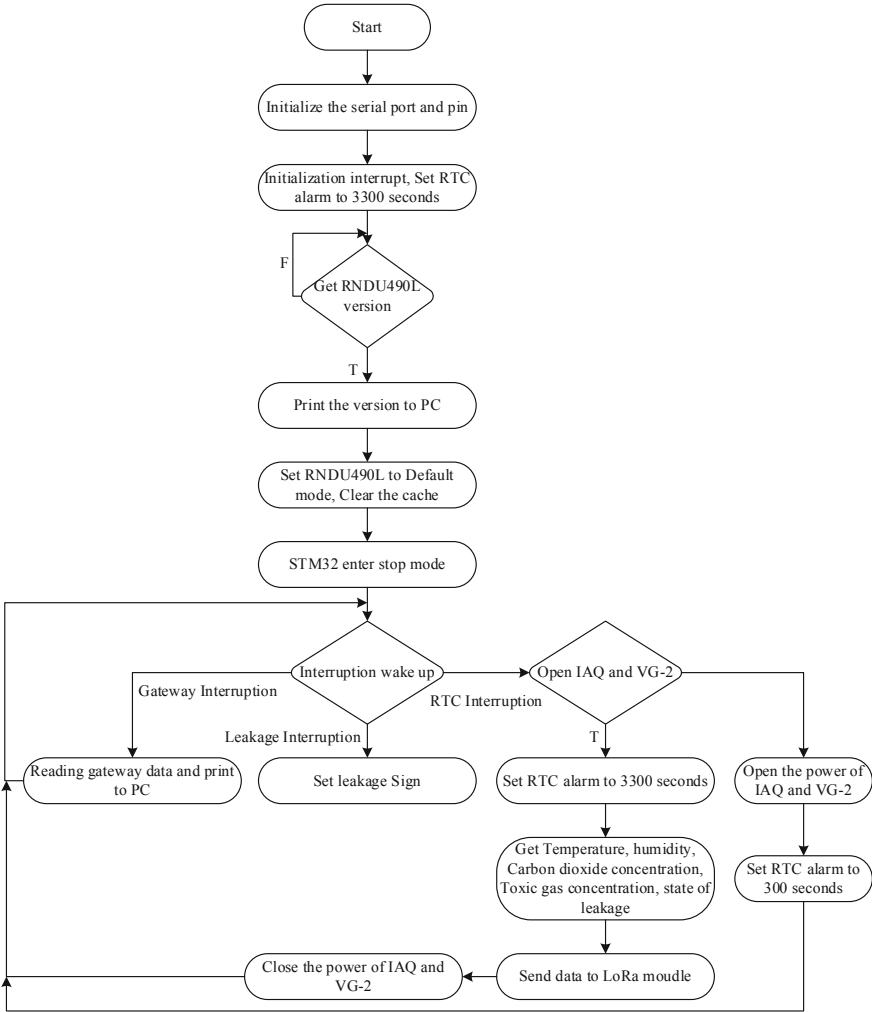 Start
Initialize the serial port and pin
Initialization interrupt, Set RTC
alarm to 3300 seconds
F
Get RNDU490L
version
T
Print the version to PC
Set RNDU490L to Default
mode, Clear the cache
STM32 enter stop mode
Interruption wake up
Open IAQ and VG-2
Gateway Interruption
RTC Interruption
Leakage Interruption
T
Reading gateway data and print
to PC
Set leakage Sign
Set RTC alarm to 3300 seconds
Open the power of
IAQ and VG-2
Get Temperature, humidity,
Carbon dioxide concentration,
Toxic gas concentration, state of
leakage
Set RTC alarm to
300 seconds
Close the power of IAQ and
VG-2
Send data to LoRa moudle